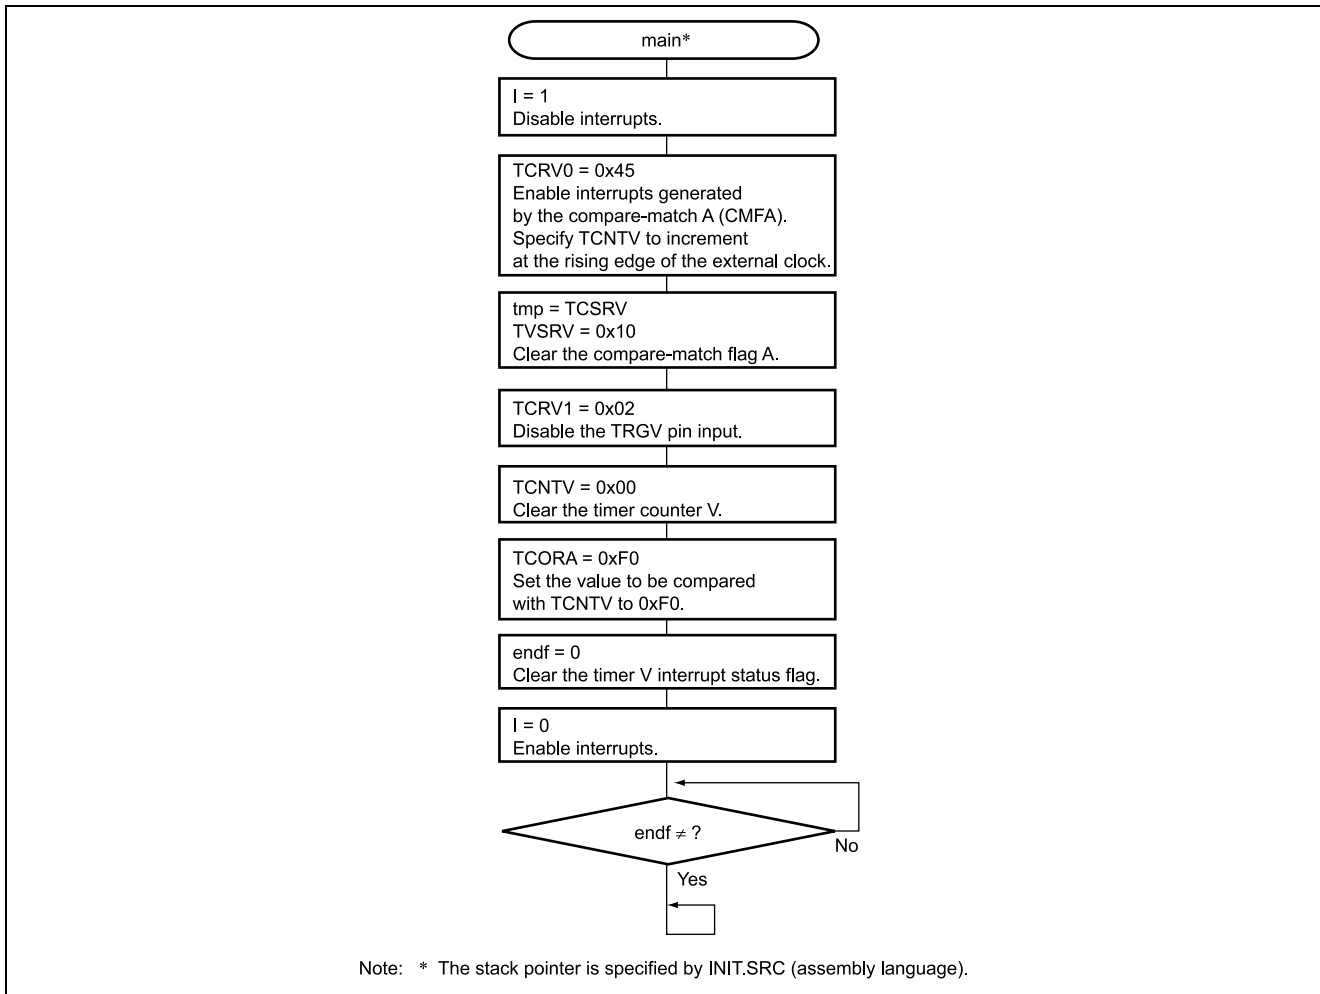 main*
I = 1
Disable interrupts.
TCRV0 = 0x45
Enable interrupts generated
by the compare-match A (CMFA).
Specify TCNTV to increment
at the rising edge of the external clock.
tmp = TCSRV
TVSRV = 0x10
Clear the compare-match flag A.
TCRV1 = 0x02
Disable the TRGV pin input.
TCNTV = 0x00
Clear the timer counter V.
TCORA = 0xF0
Set the value to be compared
with TCNTV to 0xF0.
endf = 0
Clear the timer V interrupt status flag.
I = 0
Enable interrupts.
endf ≠ ?
No
Yes
Note: * The stack pointer is specified by INIT.SRC (assembly language).